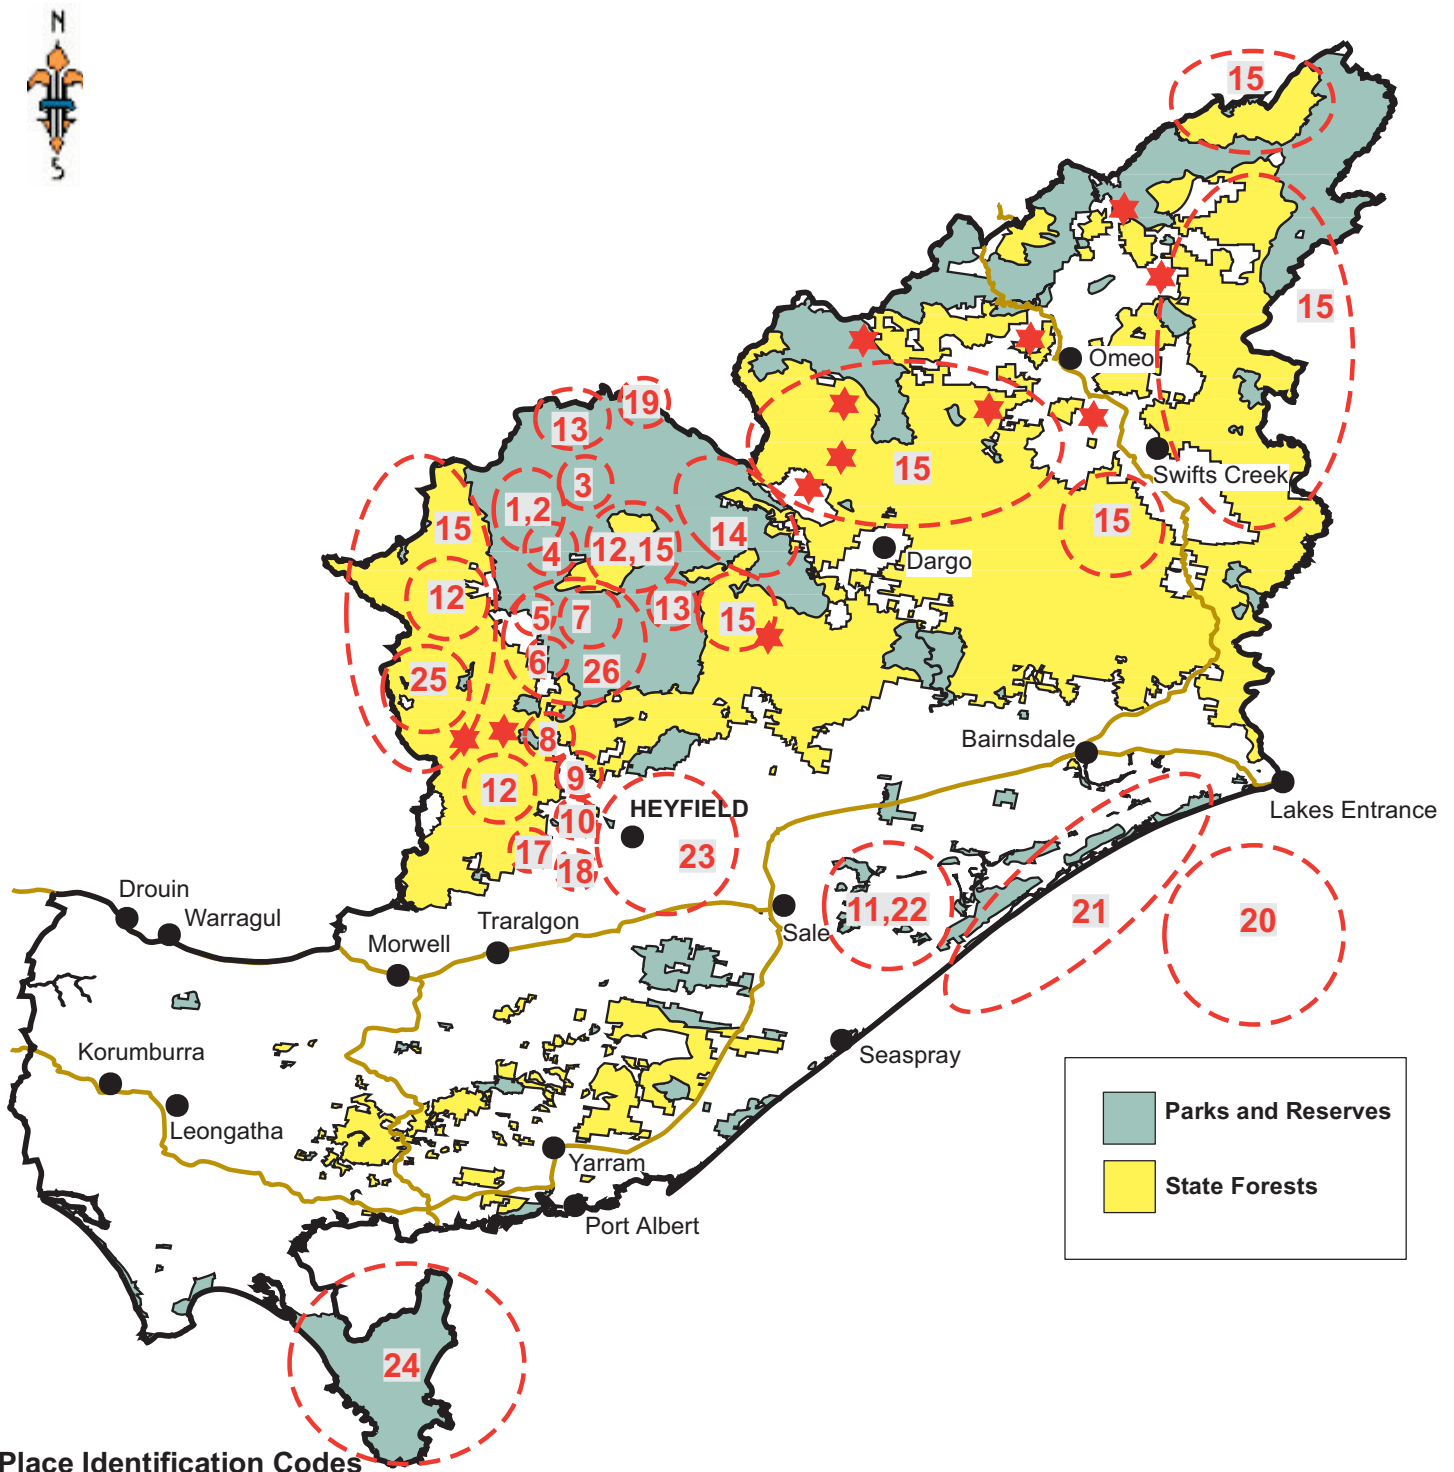 N
S
15
15
19
13
Omeo
3
15
Swifts Creek
1,2
15
14
15
4
12,15
Dargo
12
5
7
13
15
6
26
25
8
Bairnsdale
9
12
Lakes Entrance
HEYFIELD
10
17
18
23
Drouin
Warragul
Traralgon
Morwell
Sale
11,22
21
20
Korumburra
Seaspray
Leongatha
Parks and Reserves
Yarram
State Forests
Port Albert
24
Place Identification Codes